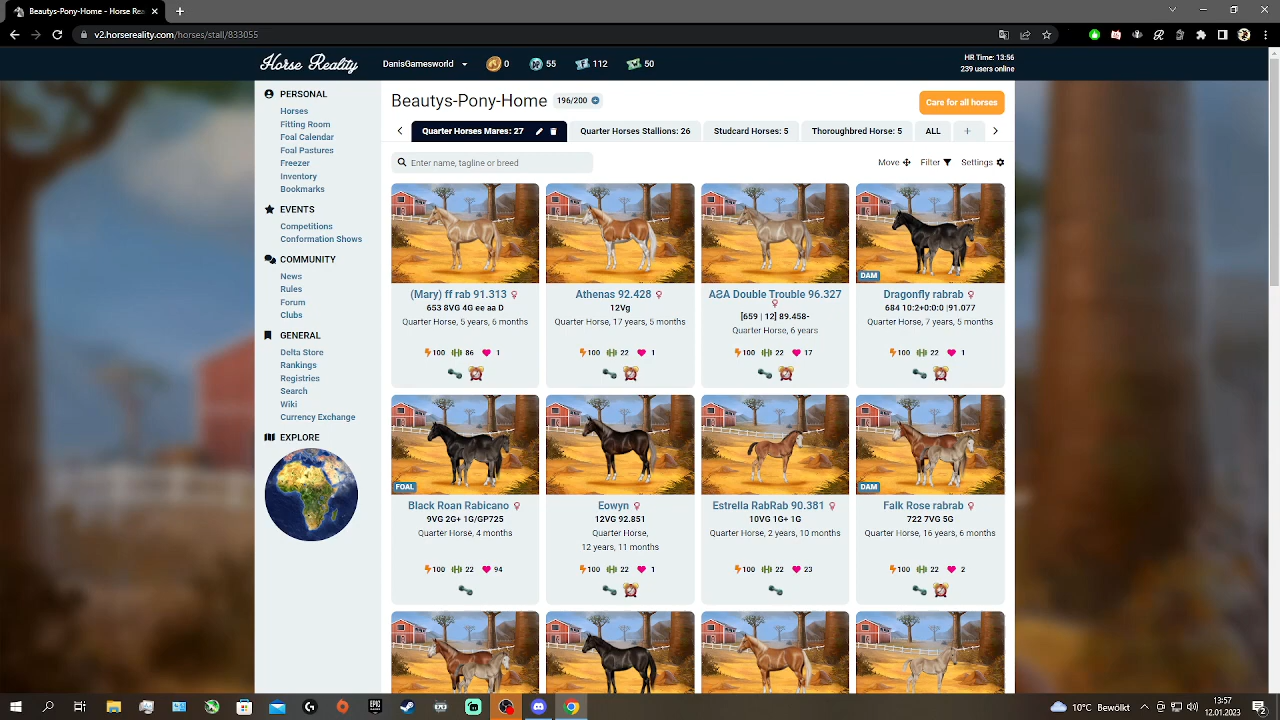 Beautys-Pony-Home - Horse Rea
v2.horsereality.com/horses/stall/833055
Horse Reality
DanisGamesworld
0
55
112
50
HR Time: 13:56
239 users online
PERSONAL
Horses
Fitting Room
Foal Calendar
Foal Pastures
Freezer
Inventory
Bookmarks
EVENTS
Competitions
Conformation Shows
COMMUNITY
News
Rules
Forum
Clubs
GENERAL
Delta Store
Rankings
Registries
Search
Wiki
Currency Exchange
EXPLORE
Beautys-Pony-Home 196/200
Care for all horses
Quarter Horses Mares: 27
Quarter Horses Stallions: 26
Studcard Horses: 5
Thoroughbred Horse: 5
ALL
+
Enter name, tagline or breed
Move
Filter
Settings
(Mary) ff rab 91.313 ♀
653 8VG 4G ee aa D
Quarter Horse, 5 years, 6 months
100 86 1
Athenas 92.428 ♀
12Vg
Quarter Horse, 17 years, 5 months
100 22 1
AƧA Double Trouble 96.327
♀
[659 | 12] 89.458-
Quarter Horse, 6 years
100 22 17
DAM
Dragonfly rabrab ♀
684 10:2+0:0:0 |91.077
Quarter Horse, 7 years, 5 months
100 22 1
FOAL
Black Roan Rabicano ♀
9VG 2G+ 1G/GP725
Quarter Horse, 4 months
100 22 94
Eowyn ♀
12VG 92.851
Quarter Horse,
12 years, 11 months
100 22 1
Estrella RabRab 90.381 ♀
10VG 1G+ 1G
Quarter Horse, 2 years, 10 months
100 22 23
DAM
Falk Rose rabrab ♀
722 7VG 5G
Quarter Horse, 16 years, 6 months
100 22 2
EPIC
10°C Bewölkt
13:57
12.01.2023